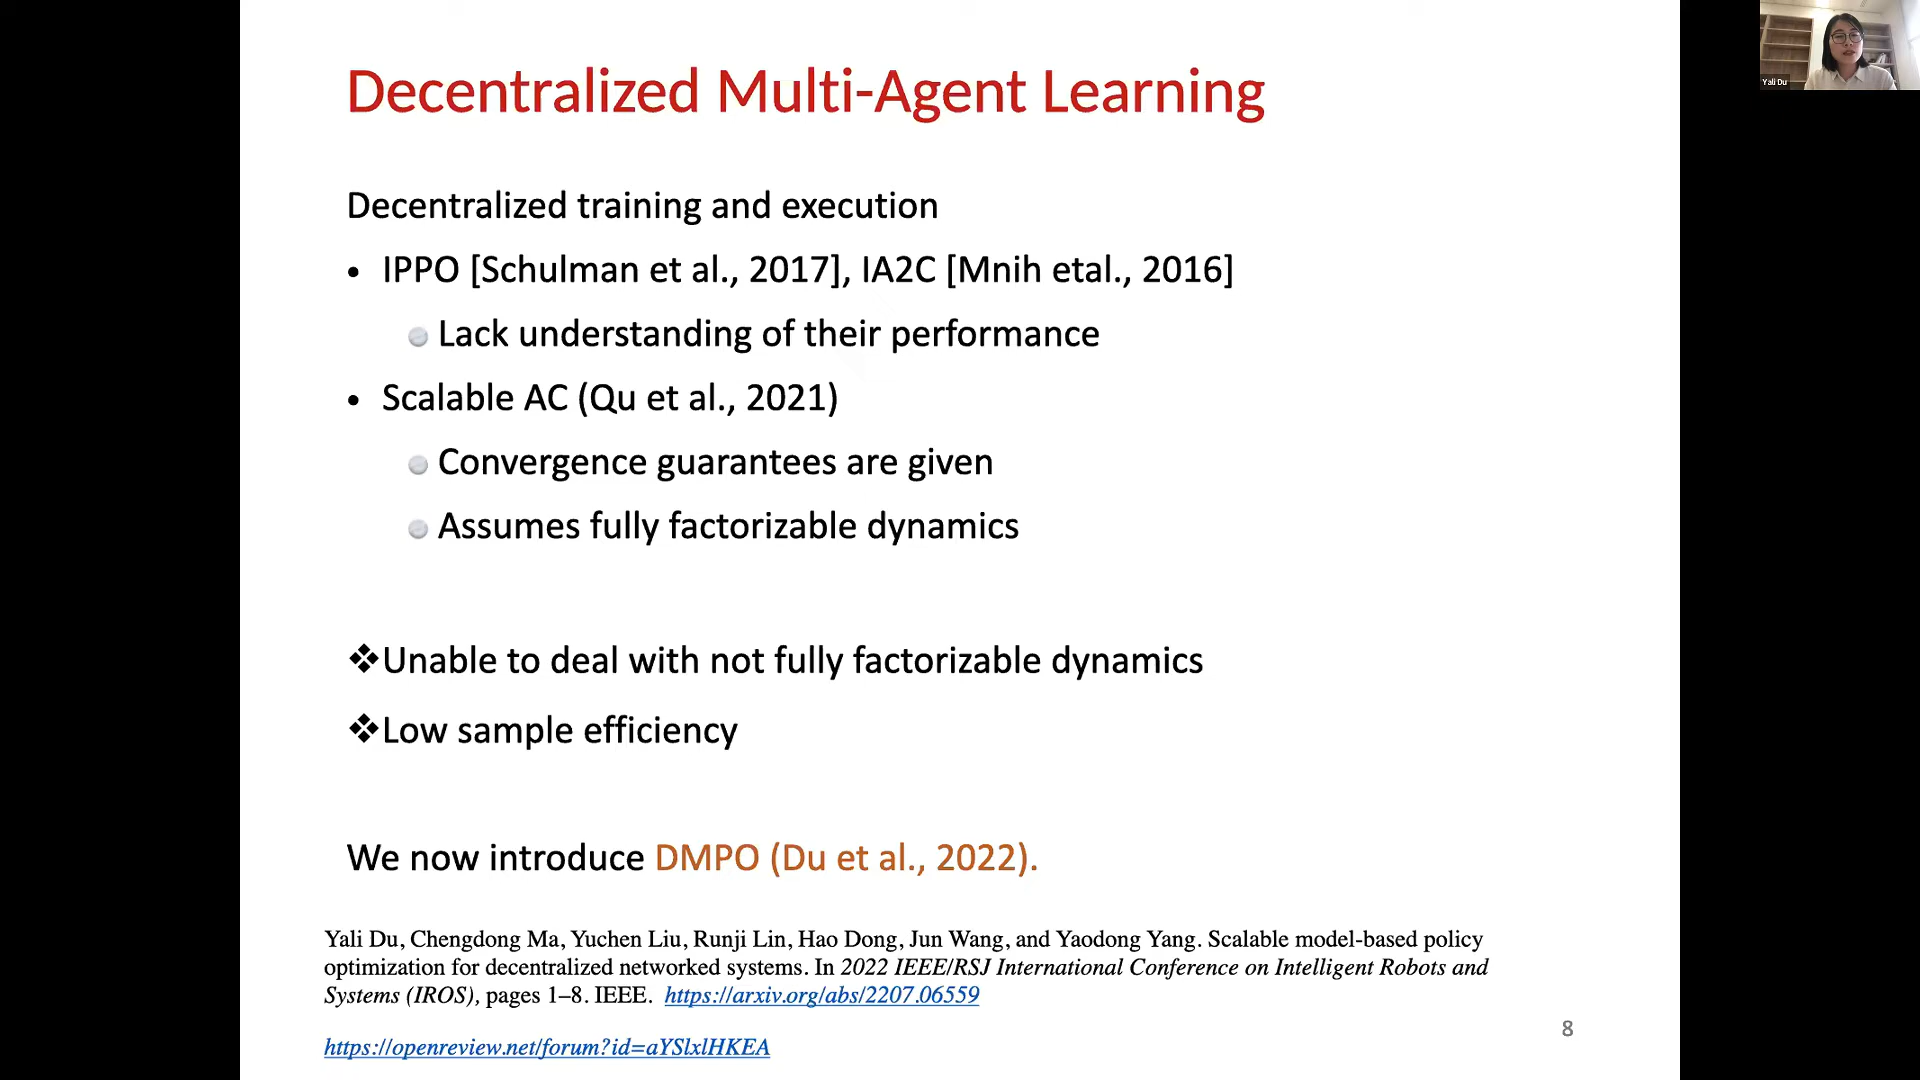 Decentralized Multi-Agent Learning
Yali Du
Decentralized training and execution
• IPPO [Schulman et al., 2017], IA2C [Mnih etal., 2016]
Lack understanding of their performance
• Scalable AC (Qu et al., 2021)
Convergence guarantees are given
Assumes fully factorizable dynamics
❖Unable to deal with not fully factorizable dynamics
❖Low sample efficiency
We now introduce DMPO (Du et al., 2022).
Yali Du, Chengdong Ma, Yuchen Liu, Runji Lin, Hao Dong, Jun Wang, and Yaodong Yang. Scalable model-based policy
optimization for decentralized networked systems. In 2022 IEEE/RSJ International Conference on Intelligent Robots and
Systems (IROS), pages 1–8. IEEE. https://arxiv.org/abs/2207.06559
8
https://openreview.net/forum?id=aYSlxlHKEA